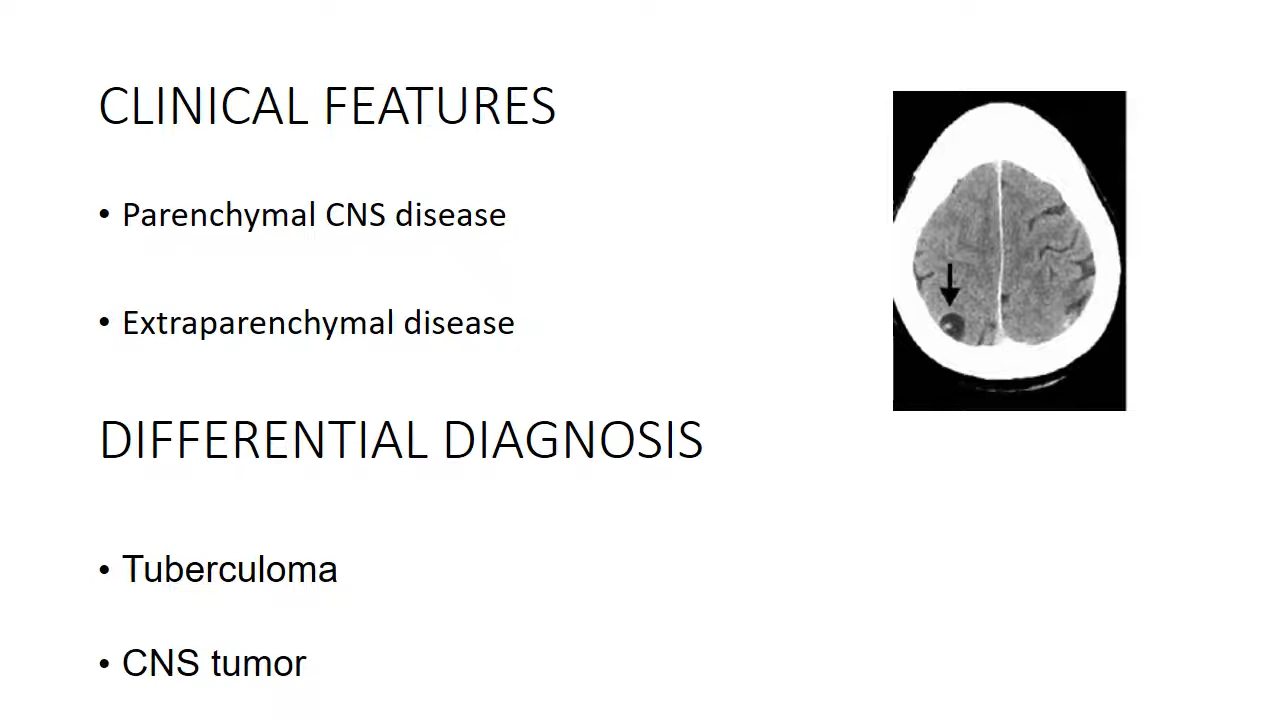 CLINICAL FEATURES
• Parenchymal CNS disease
• Extraparenchymal disease
DIFFERENTIAL DIAGNOSIS
• Tuberculoma
• CNS tumor